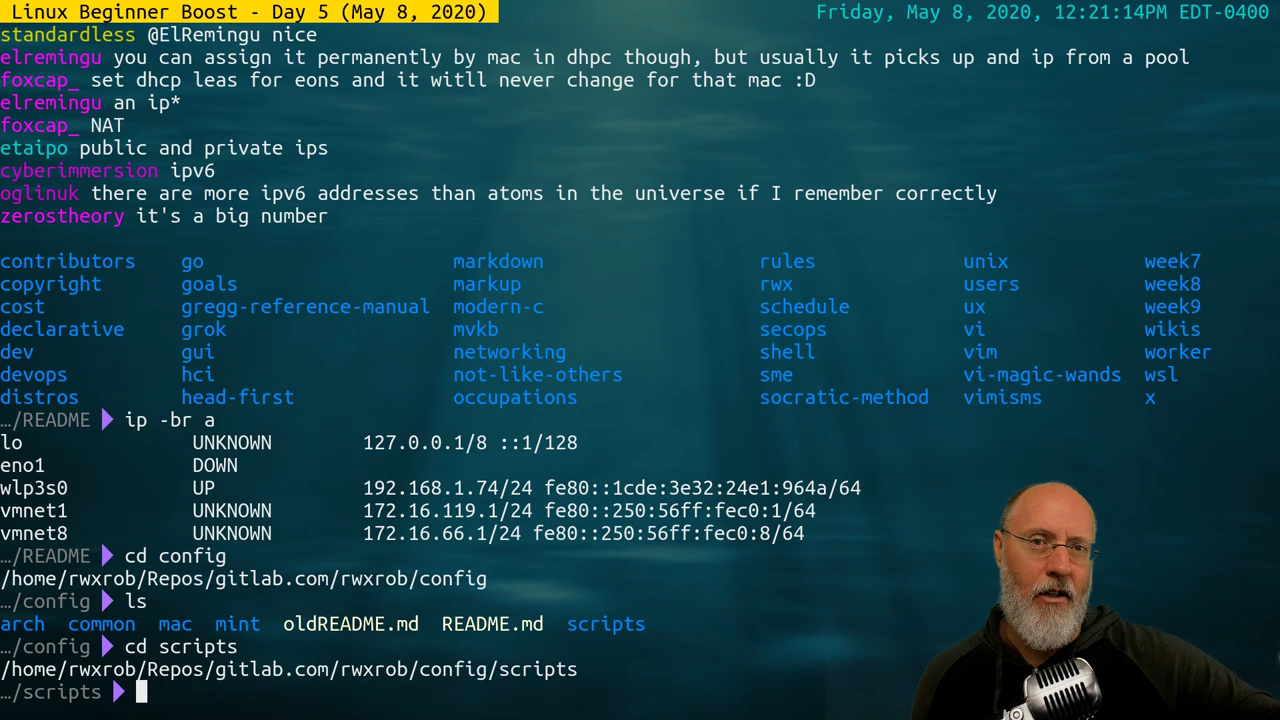 Linux Beginner Boost - Day 5 (May 8, 2020) Friday, May 8, 2020, 12:21:14PM EDT-0400
standardless @ElRemingu nice
elremingu you can assign it permanently by mac in dhpc though, but usually it picks up and ip from a pool
foxcap_ set dhcp leas for eons and it witll never change for that mac :D
elremingu an ip*
foxcap_ NAT
etaipo public and private ips
cyberimmersion ipv6
oglinuk there are more ipv6 addresses than atoms in the universe if I remember correctly
zerostheory it's a big number
contributors go markdown rules unix week7
copyright goals markup rwx users week8
cost gregg-reference-manual modern-c schedule ux week9
declarative grok mvkb secops vi wikis
dev gui networking shell vim worker
devops hci not-like-others sme vi-magic-wands wsl
distros head-first occupations socratic-method vimisms x
…/README ip -br a
lo UNKNOWN 127.0.0.1/8 ::1/128
eno1 DOWN
wlp3s0 UP 192.168.1.74/24 fe80::1cde:3e32:24e1:964a/64
vmnet1 UNKNOWN 172.16.119.1/24 fe80::250:56ff:fec0:1/64
vmnet8 UNKNOWN 172.16.66.1/24 fe80::250:56ff:fec0:8/64
…/README cd config
/home/rwxrob/Repos/gitlab.com/rwxrob/config
…/config ls
arch common mac mint oldREADME.md README.md scripts
…/config cd scripts
/home/rwxrob/Repos/gitlab.com/rwxrob/config/scripts
…/scripts